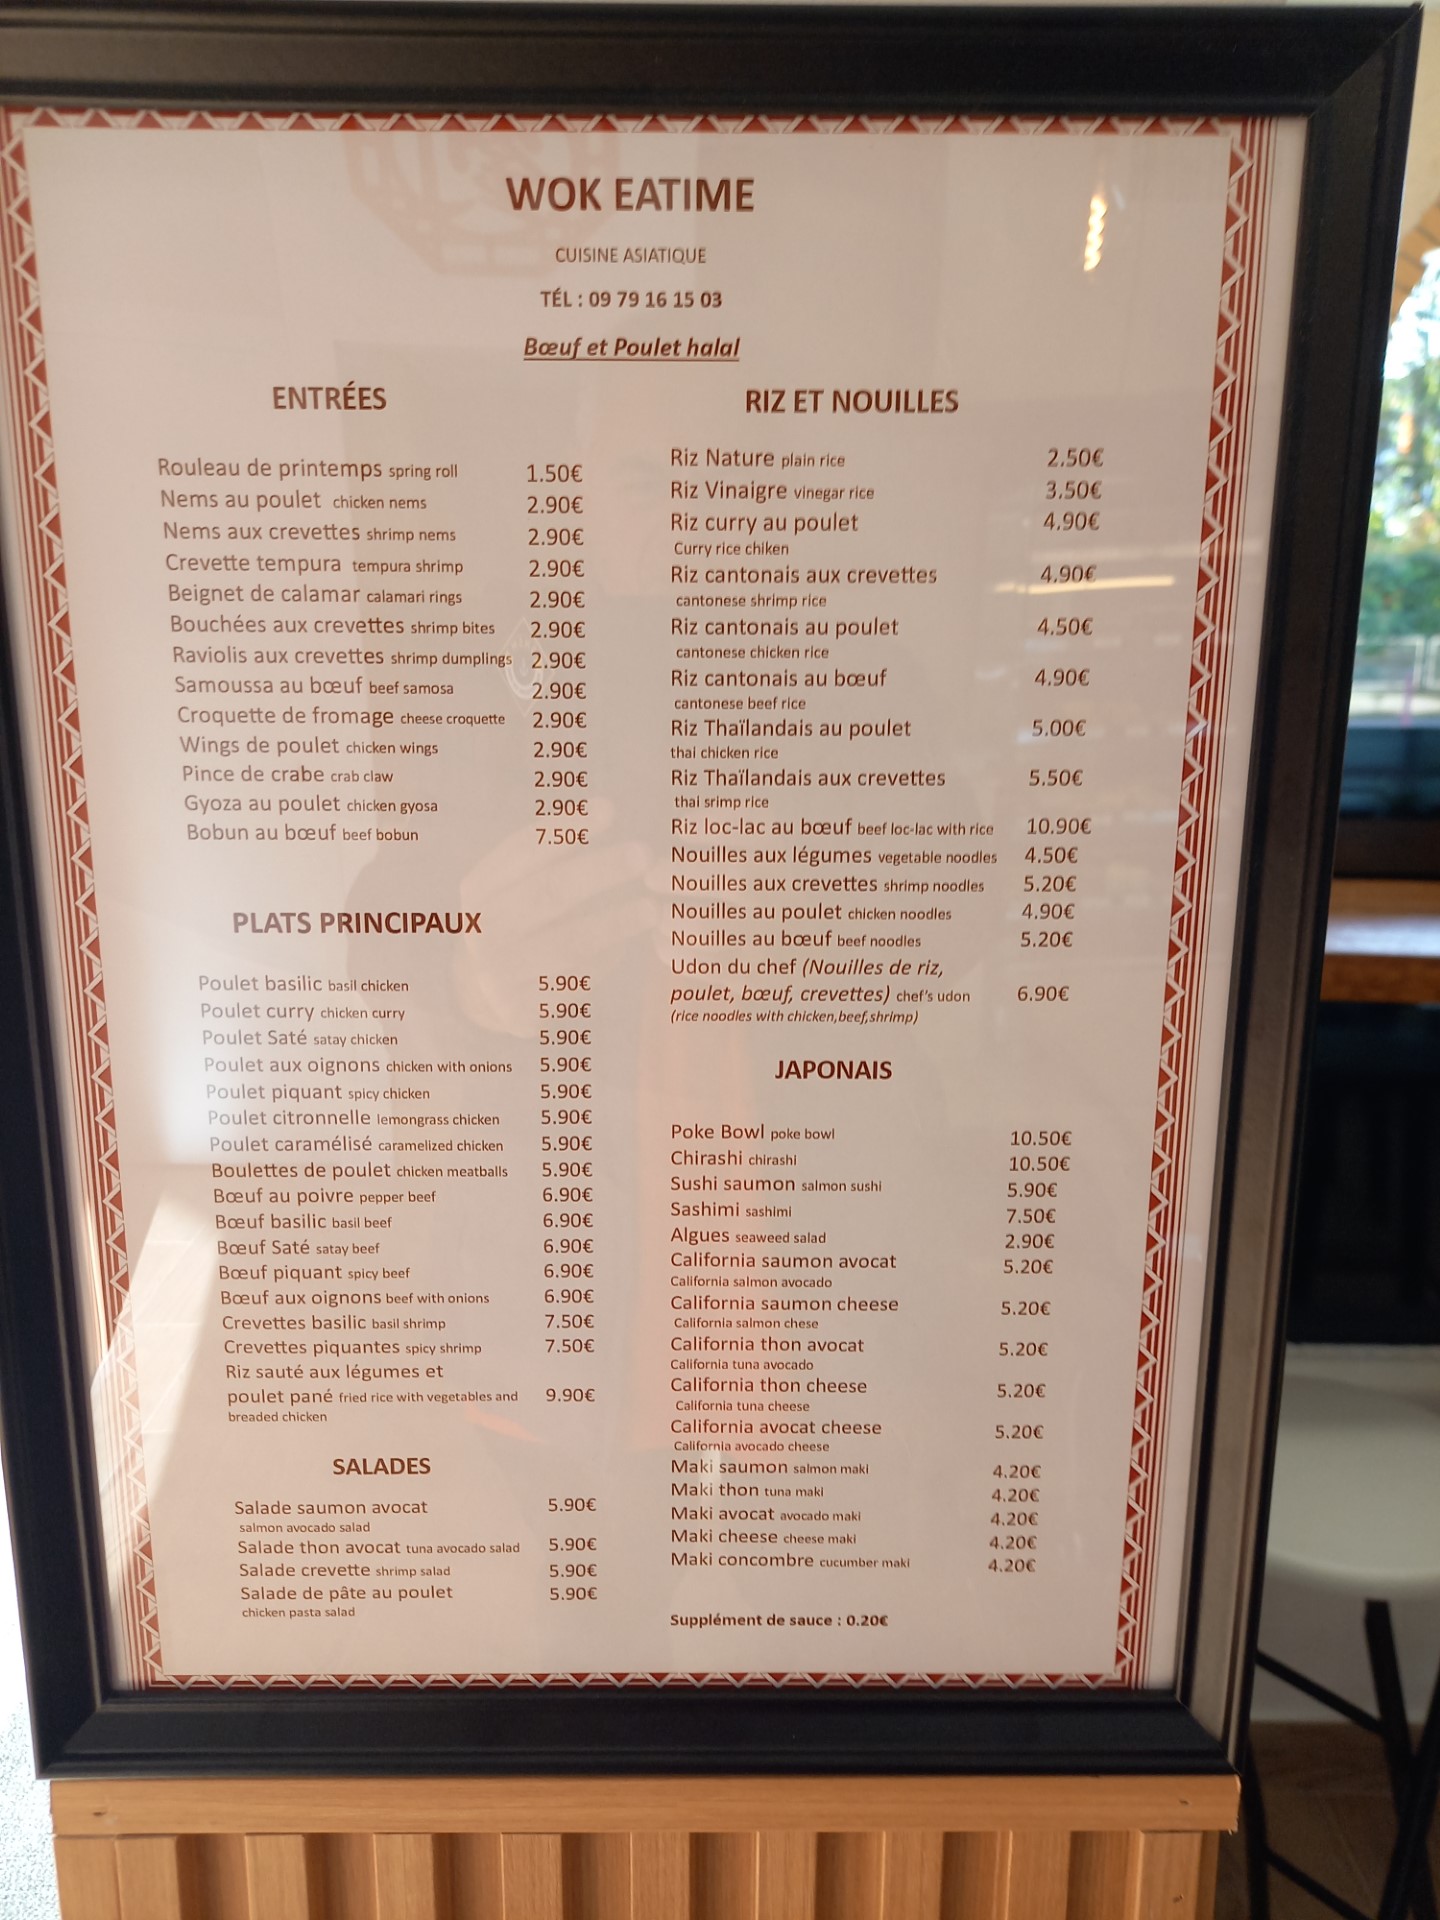 WOK EATIME
CUISINE ASIATIQUE
TÉL : 09 79 16 15 03
Bœuf et Poulet halal
ENTRÉES
Rouleau de printemps spring roll 1.50€
Nems au poulet chicken nems 2.90€
Nems aux crevettes shrimp nems 2.90€
Crevette tempura tempura shrimp 2.90€
Beignet de calamar calamari rings 2.90€
Bouchées aux crevettes shrimp bites 2.90€
Raviolis aux crevettes shrimp dumplings 2.90€
Samoussa au bœuf beef samosa 2.90€
Croquette de fromage cheese croquette 2.90€
Wings de poulet chicken wings 2.90€
Pince de crabe crab claw 2.90€
Gyoza au poulet chicken gyosa 2.90€
Bobun au bœuf beef bobun 7.50€
PLATS PRINCIPAUX
Poulet basilic basil chicken 5.90€
Poulet curry chicken curry 5.90€
Poulet Saté satay chicken 5.90€
Poulet aux oignons chicken with onions 5.90€
Poulet piquant spicy chicken 5.90€
Poulet citronnelle lemongrass chicken 5.90€
Poulet caramélisé caramelized chicken 5.90€
Boulettes de poulet chicken meatballs 5.90€
Bœuf au poivre pepper beef 6.90€
Bœuf basilic basil beef 6.90€
Bœuf Saté satay beef 6.90€
Bœuf piquant spicy beef 6.90€
Bœuf aux oignons beef with onions 6.90€
Crevettes basilic basil shrimp 7.50€
Crevettes piquantes spicy shrimp 7.50€
Riz sauté aux légumes et
poulet pané fried rice with vegetables and 9.90€
breaded chicken
SALADES
Salade saumon avocat 5.90€
salmon avocado salad
Salade thon avocat tuna avocado salad 5.90€
Salade crevette shrimp salad 5.90€
Salade de pâte au poulet 5.90€
chicken pasta salad
RIZ ET NOUILLES
Riz Nature plain rice 2.50€
Riz Vinaigre vinegar rice 3.50€
Riz curry au poulet 4.90€
Curry rice chiken
Riz cantonais aux crevettes 4.90€
cantonese shrimp rice
Riz cantonais au poulet 4.50€
cantonese chicken rice
Riz cantonais au bœuf 4.90€
cantonese beef rice
Riz Thaïlandais au poulet 5.00€
thai chicken rice
Riz Thaïlandais aux crevettes 5.50€
thai srimp rice
Riz loc-lac au bœuf beef loc-lac with rice 10.90€
Nouilles aux légumes vegetable noodles 4.50€
Nouilles aux crevettes shrimp noodles 5.20€
Nouilles au poulet chicken noodles 4.90€
Nouilles au bœuf beef noodles 5.20€
Udon du chef (Nouilles de riz,
poulet, bœuf, crevettes) chef's udon 6.90€
(rice noodles with chicken,beef,shrimp)
JAPONAIS
Poke Bowl poke bowl 10.50€
Chirashi chirashi 10.50€
Sushi saumon salmon sushi 5.90€
Sashimi sashimi 7.50€
Algues seaweed salad 2.90€
California saumon avocat 5.20€
California salmon avocado
California saumon cheese 5.20€
California salmon chese
California thon avocat 5.20€
California tuna avocado
California thon cheese 5.20€
California tuna cheese
California avocat cheese 5.20€
California avocado cheese
Maki saumon salmon maki 4.20€
Maki thon tuna maki 4.20€
Maki avocat avocado maki 4.20€
Maki cheese cheese maki 4.20€
Maki concombre cucumber maki 4.20€
Supplément de sauce : 0.20€